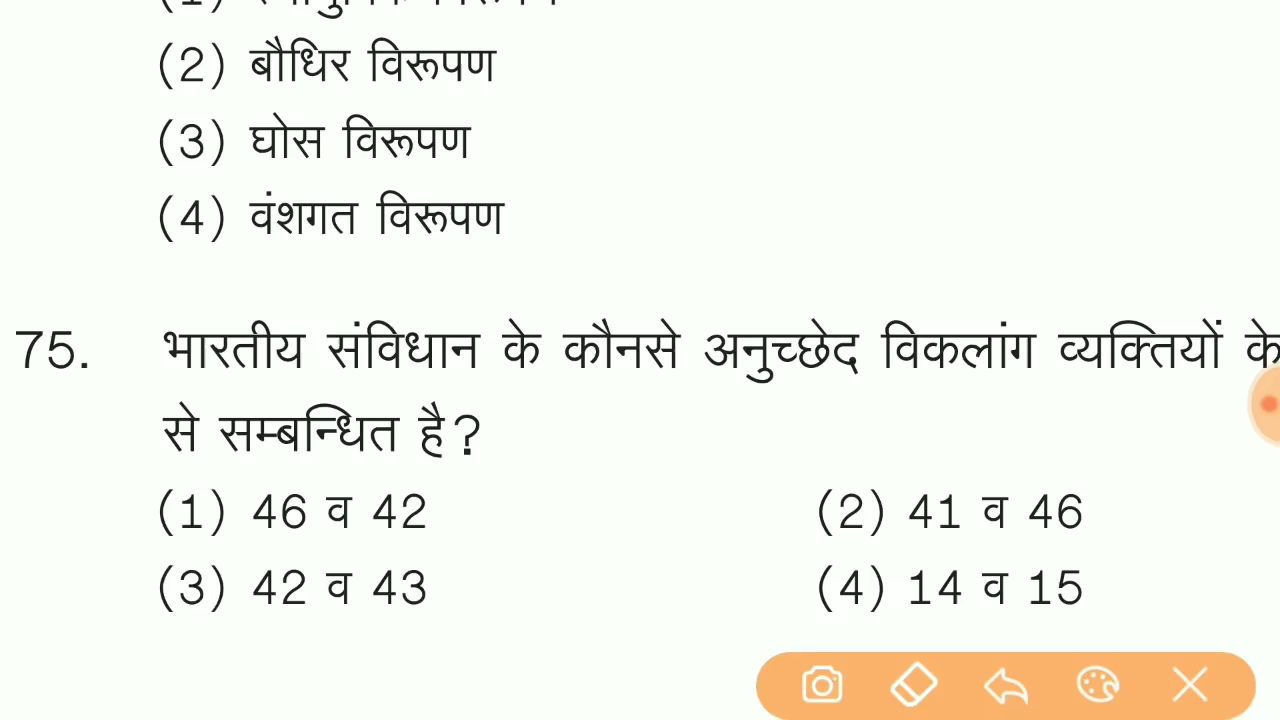 (2) बौधिर विरूपण
(3) घोस विरूपण
(4) वंशगत विरूपण
75. भारतीय संविधान के कौनसे अनुच्छेद विकलांग व्यक्तियों के
से सम्बन्धित है?
(1) 46 व 42 (2) 41 व 46
(3) 42 व 43 (4) 14 व 15